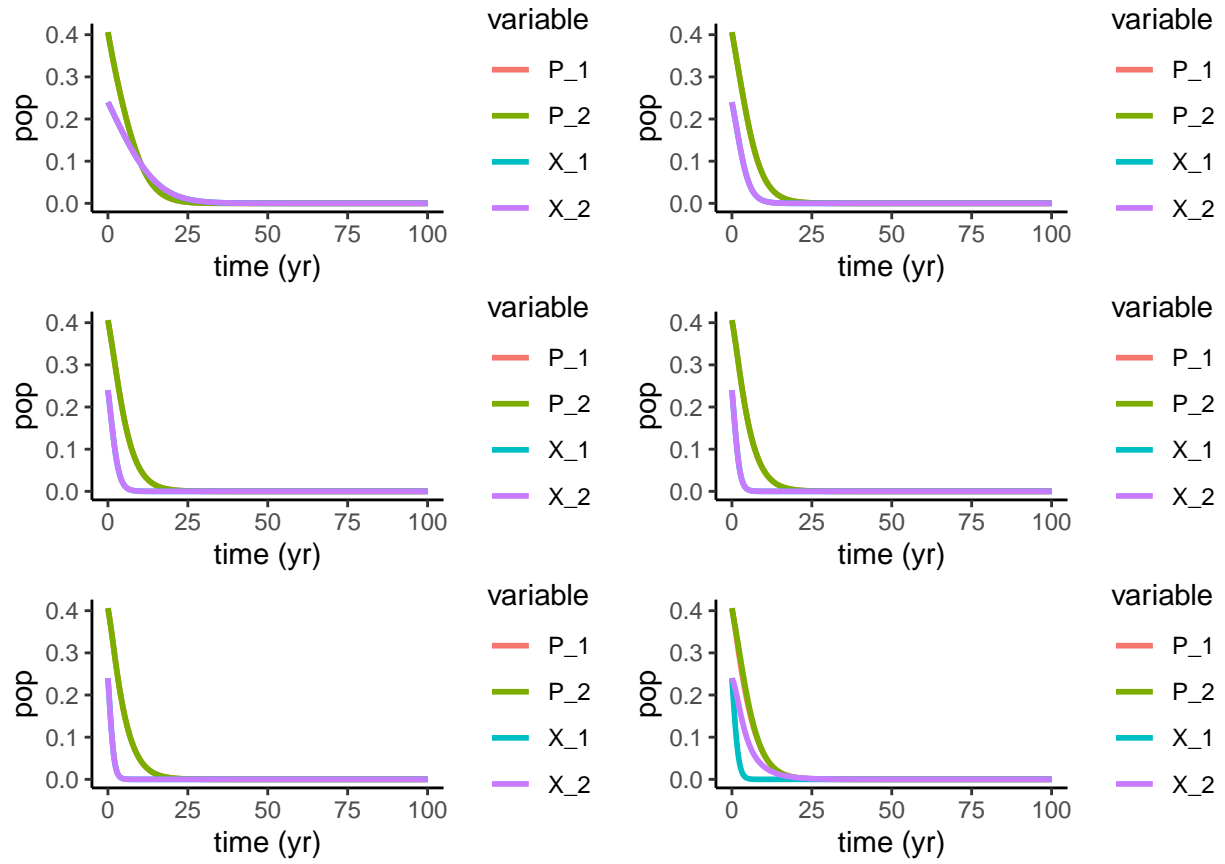 variable
P_1
P_2
X_1
X_2
pop
0.4
0.3
0.2
0.1
0.0
0 25 50 75 100
time (yr)
variable
P_1
P_2
X_1
X_2
pop
0.4
0.3
0.2
0.1
0.0
0 25 50 75 100
time (yr)
variable
P_1
P_2
X_1
X_2
pop
0.4
0.3
0.2
0.1
0.0
0 25 50 75 100
time (yr)
variable
P_1
P_2
X_1
X_2
pop
0.4
0.3
0.2
0.1
0.0
0 25 50 75 100
time (yr)
variable
P_1
P_2
X_1
X_2
pop
0.4
0.3
0.2
0.1
0.0
0 25 50 75 100
time (yr)
variable
P_1
P_2
X_1
X_2
pop
0.4
0.3
0.2
0.1
0.0
0 25 50 75 100
time (yr)